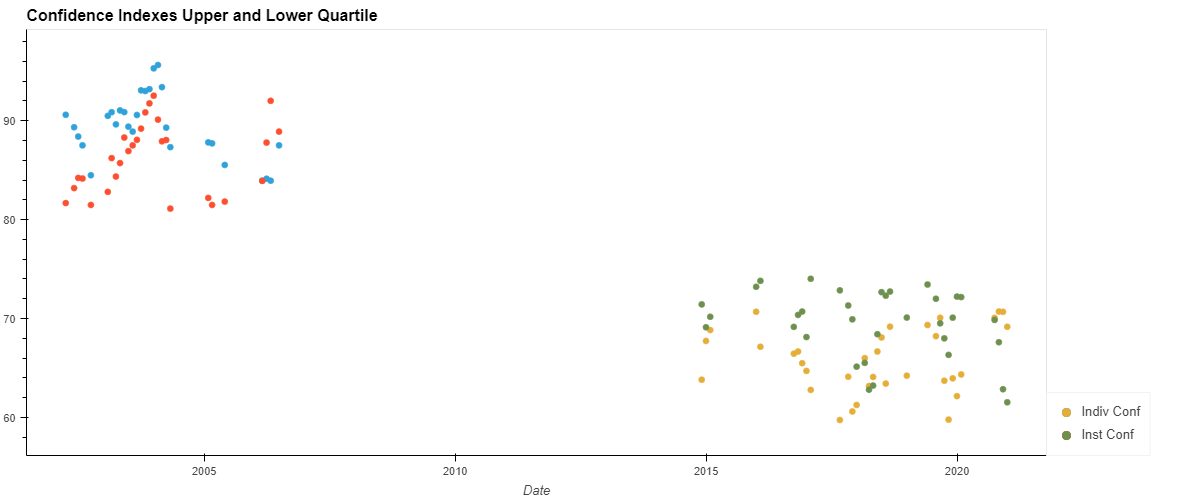 Confidence Indexes Upper and Lower Quartile
90
80
70
60
2005
2010
2015
2020
Date
Indiv Conf
Inst Conf